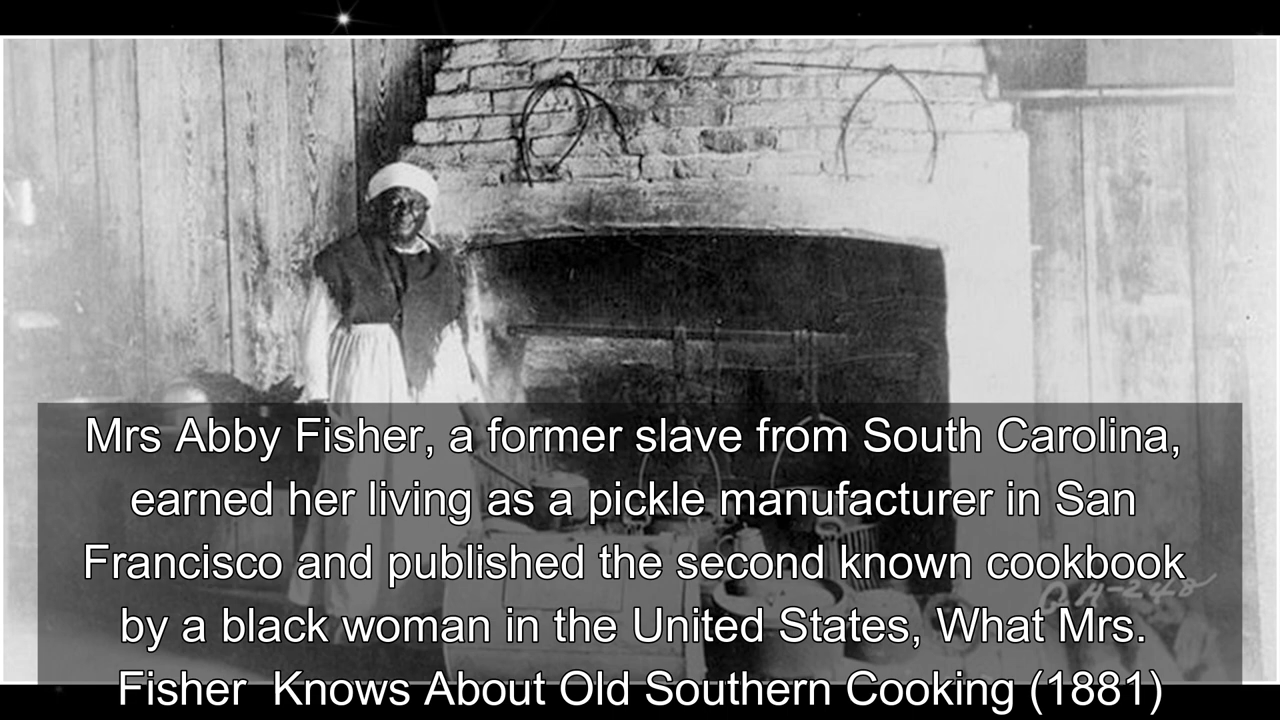 Mrs Abby Fisher, a former slave from South Carolina,
earned her living as a pickle manufacturer in San
Francisco and published the second known cookbook
by a black woman in the United States, What Mrs.
Fisher  Knows About Old Southern Cooking (1881)